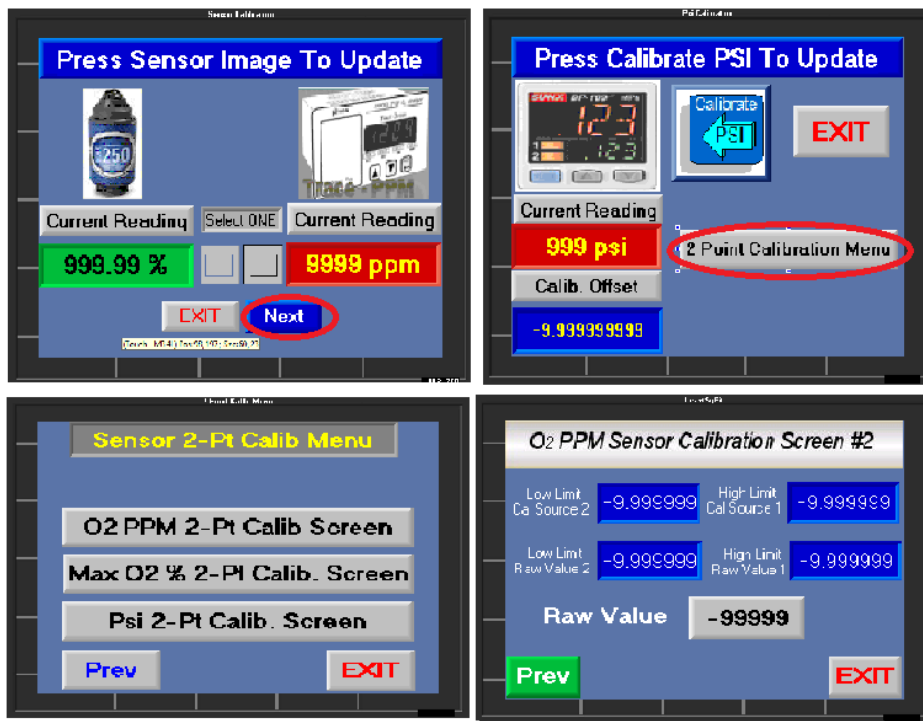 Sensor Calibration
Press Sensor Image To Update
250
Current Reading
Select ONE
Current Reading
999.99 %
9999 ppm
EXIT
Next
Psi Calibration
Press Calibrate PSI To Update
.123
.123
Calibrate
PSI
EXIT
Current Reading
999 psi
2 Point Calibration Menu
Calib. Offset
-9.999999999
Sensor 2-Pt Calib Menu
O2 PPM 2-Pt Calib Screen
Max O2 % 2-Pt Calib. Screen
Psi 2-Pt Calib. Screen
Prev
EXIT
O2 PPM Sensor Calibration Screen #2
Low Limit
Cal Source 2
-9.999999
High Limit
Cal Source 1
-9.999999
Low Limit
Raw Value 2
-9.999999
High Limit
Raw Value 1
-9.999999
Raw Value
-99999
Prev
EXIT